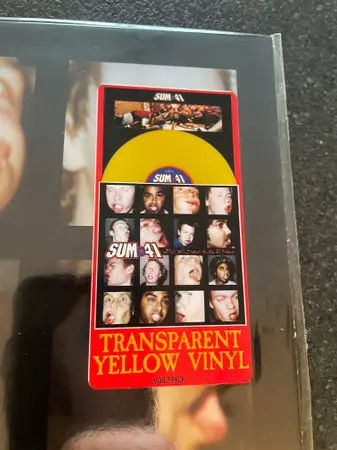 SUM 41
SUM 41
SUM 41
TRANSPARENT
YELLOW VINYL